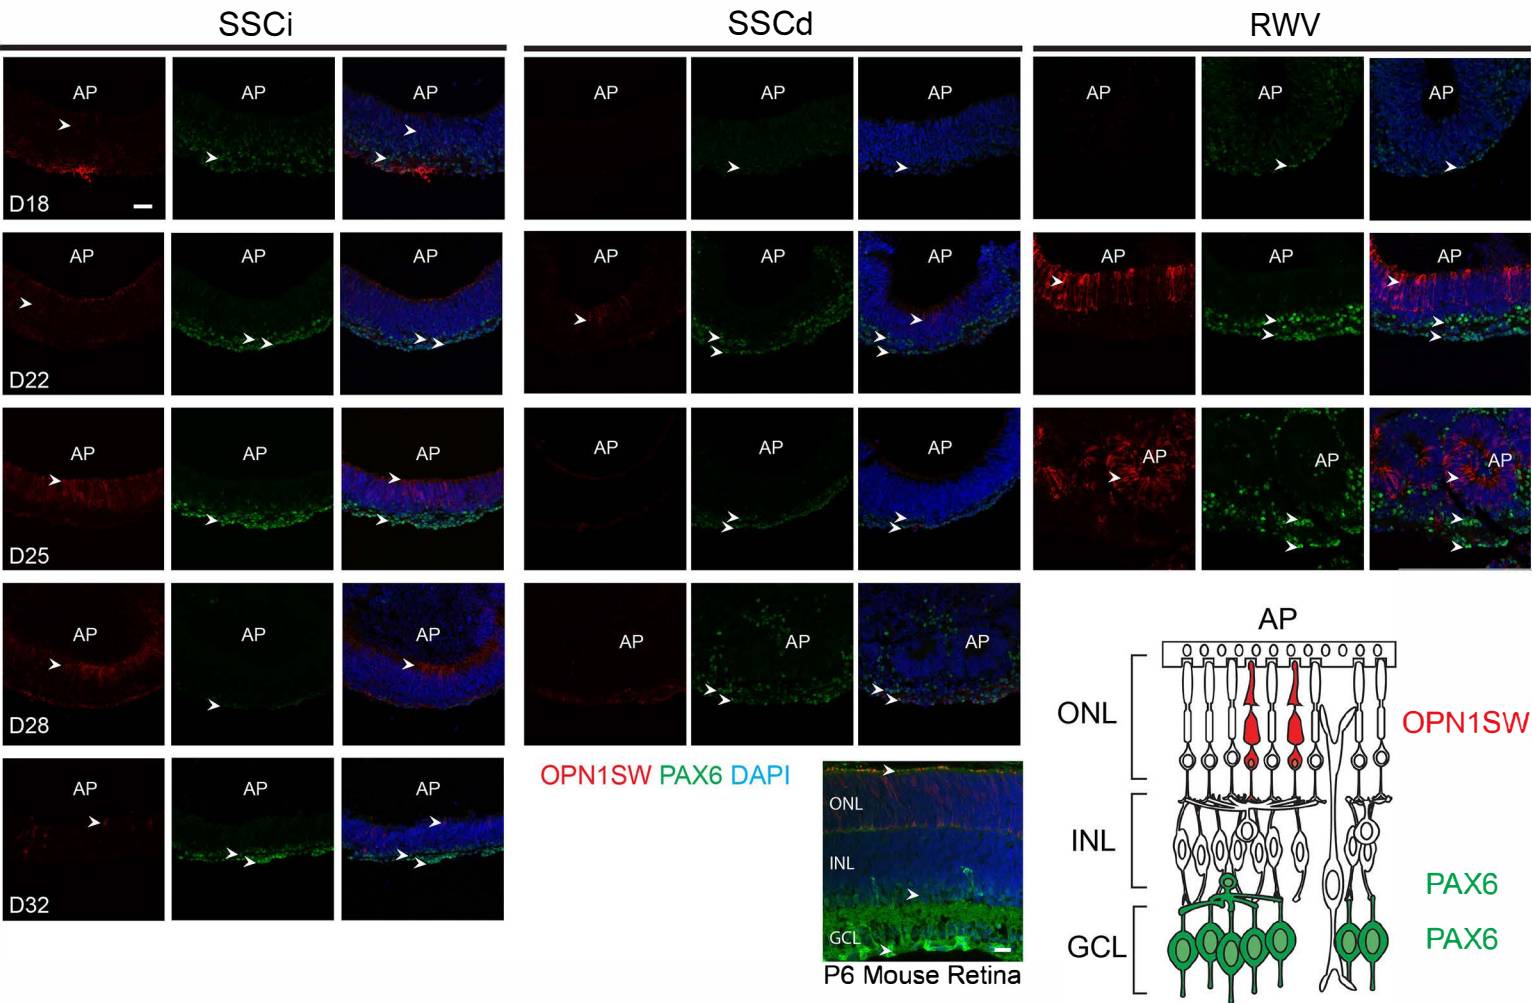 SSCi SSCd RWV
AP AP AP AP AP AP AP AP AP
D18
AP AP AP AP AP AP AP AP AP
D22
AP AP AP AP AP AP AP AP AP
D25
AP AP AP AP AP AP
D28
AP AP AP
D32
OPN1SW PAX6 DAPI
ONL
INL
GCL
P6 Mouse Retina
AP
ONL
OPN1SW
INL
PAX6
GCL
PAX6